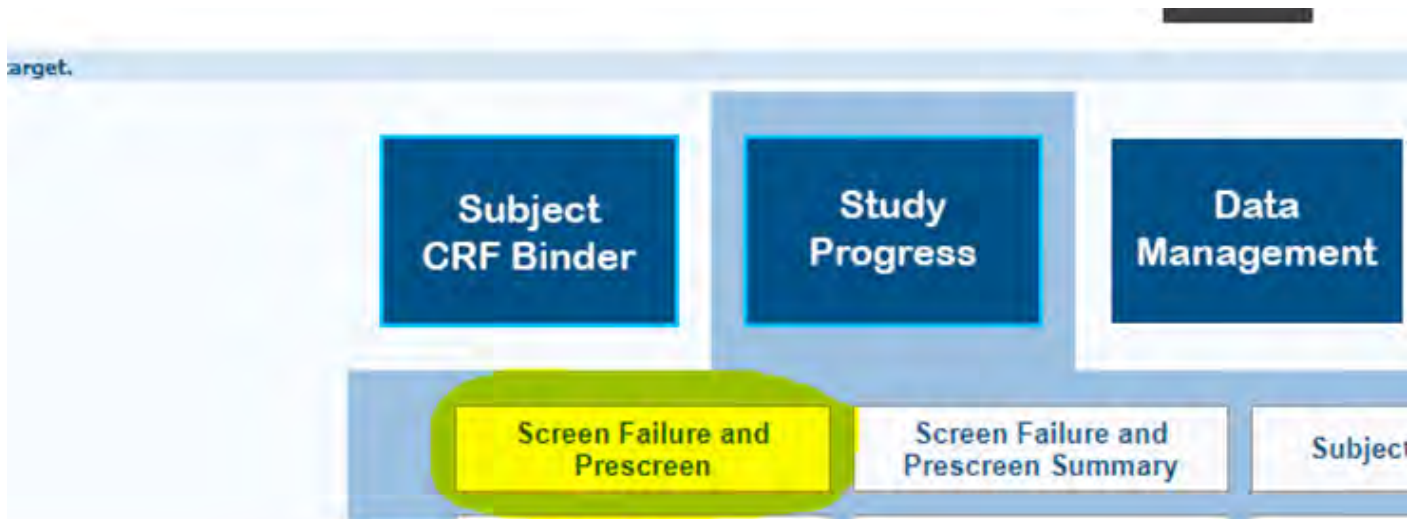 arget.
Subject
CRF Binder
Study
Progress
Data
Management
Screen Failure and
Prescreen
Screen Failure and
Prescreen Summary
Subject